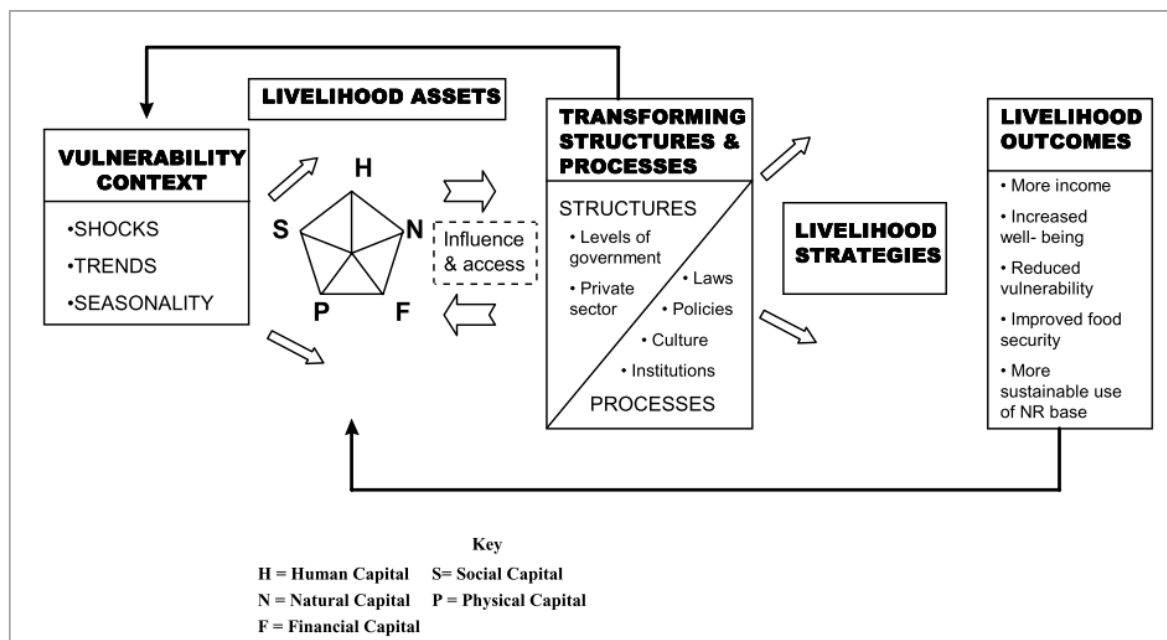 LIVELIHOOD ASSETS
VULNERABILITY
CONTEXT
•SHOCKS
•TRENDS
•SEASONALITY
H
S
N
P
F
Influence
& access
TRANSFORMING
STRUCTURES &
PROCESSES
STRUCTURES
• Levels of
government
• Private
sector
• Laws
• Policies
• Culture
• Institutions
PROCESSES
LIVELIHOOD
STRATEGIES
LIVELIHOOD
OUTCOMES
• More income
• Increased
well- being
• Reduced
vulnerability
• Improved food
security
• More
sustainable use
of NR base
Key
H = Human Capital S= Social Capital
N = Natural Capital P = Physical Capital
F = Financial Capital